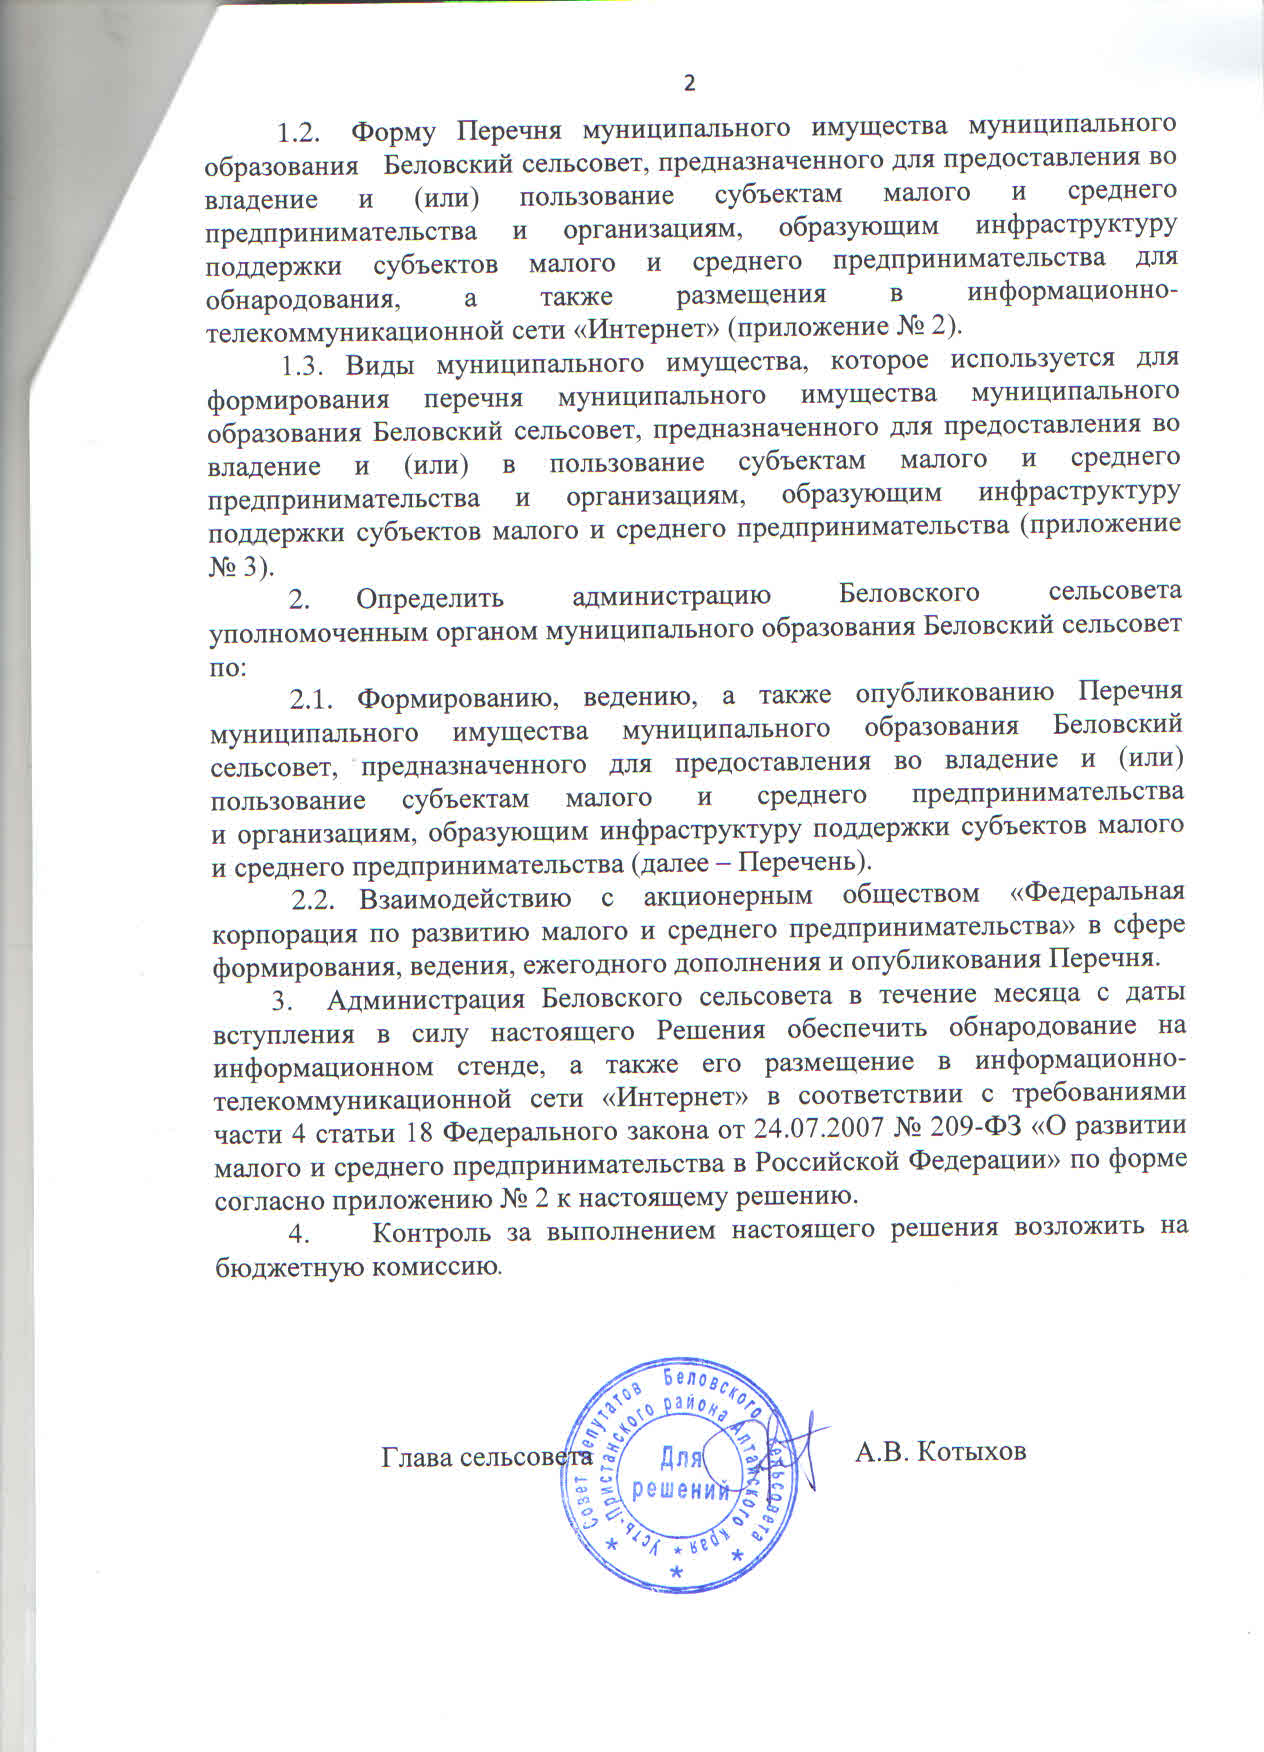 2
1.2. Форму Перечня муниципального имущества муниципального
образования Беловский сельсовет, предназначенного для предоставления во
владение и (или) пользование субъектам малого и среднего
предпринимательства и организациям, образующим инфраструктуру
поддержки субъектов малого и среднего предпринимательства для
обнародования, а также размещения в информационно-
телекоммуникационной сети «Интернет» (приложение № 2).
1.3. Виды муниципального имущества, которое используется для
формирования перечня муниципального имущества муниципального
образования Беловский сельсовет, предназначенного для предоставления во
владение и (или) в пользование субъектам малого и среднего
предпринимательства и организациям, образующим инфраструктуру
поддержки субъектов малого и среднего предпринимательства (приложение
№ 3).
2. Определить администрацию Беловского сельсовета
уполномоченным органом муниципального образования Беловский сельсовет
по:
2.1. Формированию, ведению, а также опубликованию Перечня
муниципального имущества муниципального образования Беловский
сельсовет, предназначенного для предоставления во владение и (или)
пользование субъектам малого и среднего предпринимательства
и организациям, образующим инфраструктуру поддержки субъектов малого
и среднего предпринимательства (далее – Перечень).
2.2. Взаимодействию с акционерным обществом «Федеральная
корпорация по развитию малого и среднего предпринимательства» в сфере
формирования, ведения, ежегодного дополнения и опубликования Перечня.
3. Администрация Беловского сельсовета в течение месяца с даты
вступления в силу настоящего Решения обеспечить обнародование на
информационном стенде, а также его размещение в информационно-
телекоммуникационной сети «Интернет» в соответствии с требованиями
части 4 статьи 18 Федерального закона от 24.07.2007 № 209-ФЗ «О развитии
малого и среднего предпринимательства в Российской Федерации» по форме
согласно приложению № 2 к настоящему решению.
4. Контроль за выполнением настоящего решения возложить на
бюджетную комиссию.
Глава сельсовета А.В. Котыхов
* Совет депутатов Беловского сельсовета * *
Усть-Пристанского района Алтайского края *
Для
решений